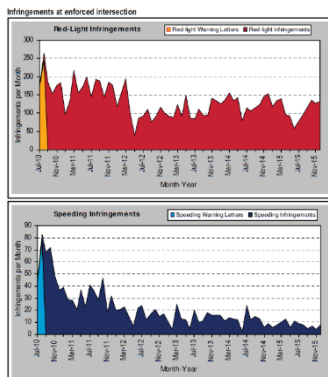 Infringements at enforced intersection
Red-Light Infringements
Red-light Warning Letters
Red-light Infringements
Infringements per Month
300
250
200
150
100
50
0
Jul-10
Nov-10
Mar-11
Jul-11
Nov-11
Mar-12
Jul-12
Nov-12
Mar-13
Jul-13
Nov-13
Mar-14
Jul-14
Nov-14
Mar-15
Jul-15
Nov-15
Month-Year
Speeding Infringements
Speeding Warning Letters
Speeding Infringements
Infringements per Month
90
80
70
60
50
40
30
20
10
0
Jul-10
Nov-10
Mar-11
Jul-11
Nov-11
Mar-12
Jul-12
Nov-12
Mar-13
Jul-13
Nov-13
Mar-14
Jul-14
Nov-14
Mar-15
Jul-15
Nov-15
Month-Year